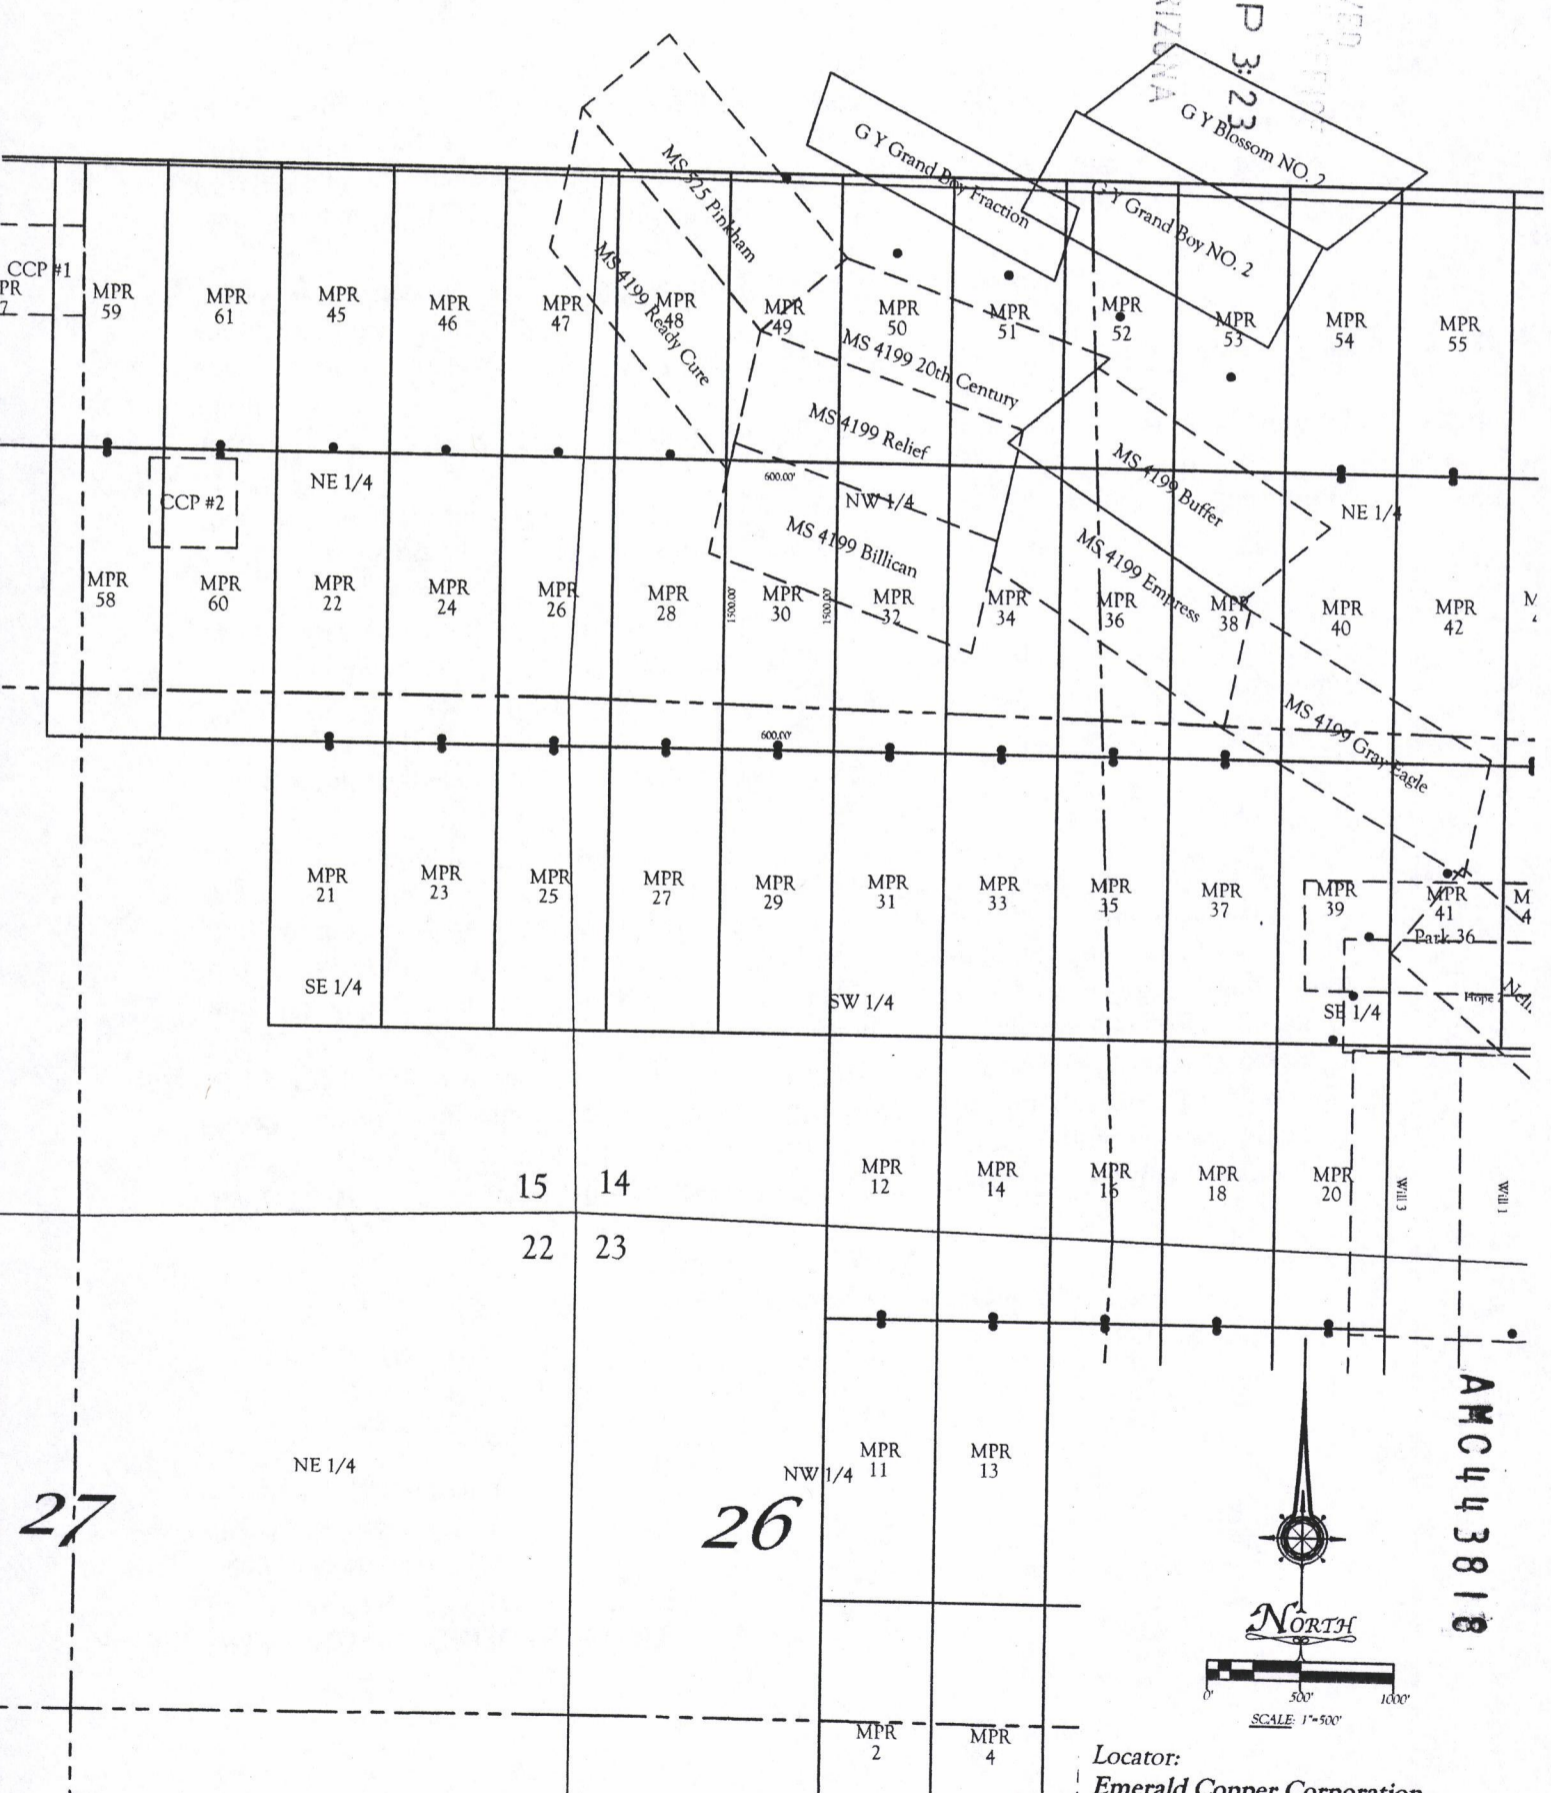 P 3:23
G Y Blossom NO. 2
G Y Grand Boy Fraction
G Y Grand Boy NO. 2
MS 525 Pinkham
MS 4199 Ready Cure
CCP #1
PR
7
MPR
59
MPR
61
MPR
45
MPR
46
MPR
47
MPR
48
MPR
49
MPR
50
MPR
51
MPR
52
MPR
53
MPR
54
MPR
55
MS 4199 20th Century
MS 4199 Relief
MS 4199 Buffer
600.00'
NE 1/4
CCP #2
NW 1/4
NE 1/4
MS 4199 Billican
MS 4199 Empress
MPR
58
MPR
60
MPR
22
MPR
24
MPR
26
MPR
28
1500.00'
MPR
30
1500.00'
MPR
32
MPR
34
MPR
36
MPR
38
MPR
40
MPR
42
M
4
MS 4199 Gray Eagle
600.00'
MPR
21
MPR
23
MPR
25
MPR
27
MPR
29
MPR
31
MPR
33
MPR
35
MPR
37
MPR
39
MPR
41
M
4
Park 36
Hope
SE 1/4
SW 1/4
SE 1/4
MPR
12
MPR
14
MPR
16
MPR
18
MPR
20
Will 3
Will 1
15
14
22
23
NE 1/4
NW 1/4
MPR
11
MPR
13
27
26
AMC443818
NORTH
0'
500'
1000'
SCALE: 1"=500'
MPR
2
MPR
4
Locator:
Emerald Copper Corporation